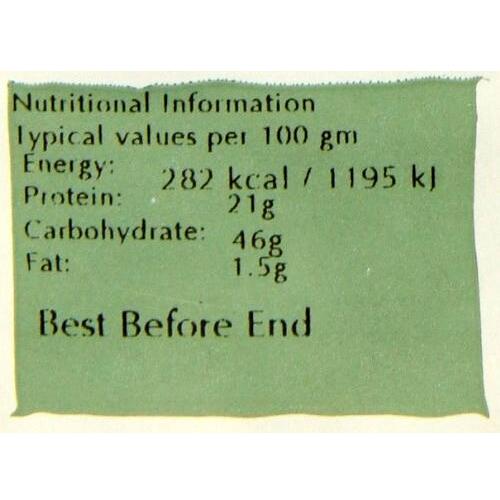 Nutritional Information
Typical values per 100 gm
Energy: 282 kcal / 1195 kJ
Protein: 21g
Carbohydrate: 46g
Fat: 1.5g
Best Before End